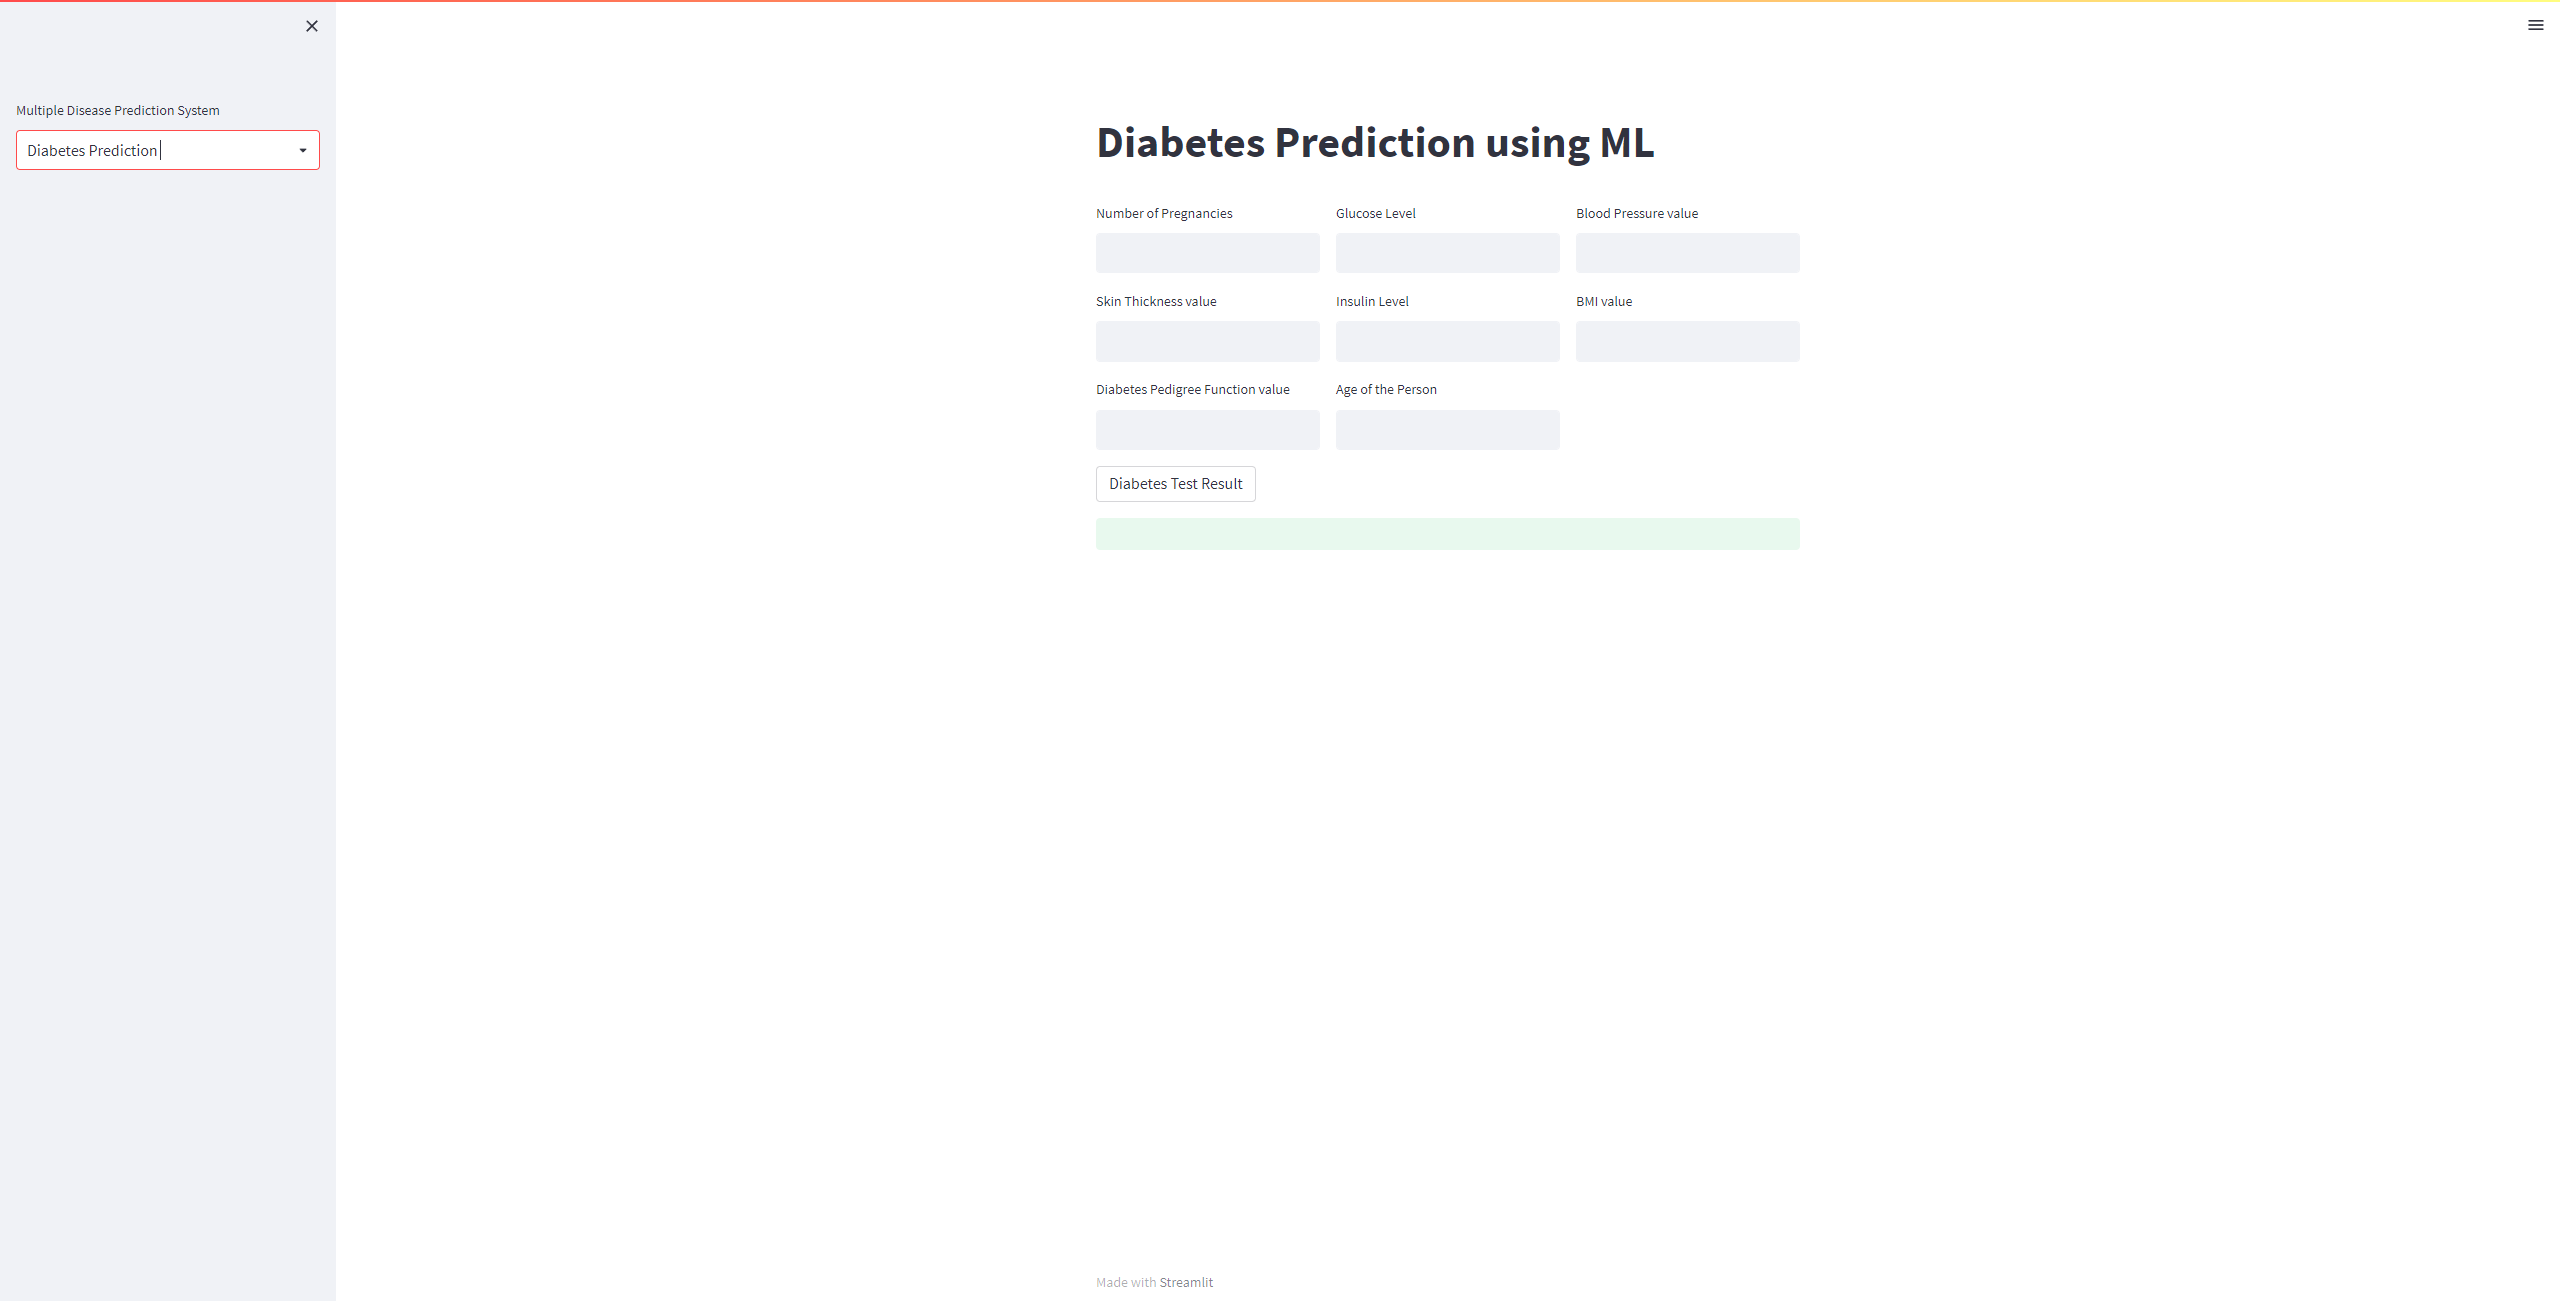 Multiple Disease Prediction System
Diabetes Prediction
Diabetes Prediction using ML
Number of Pregnancies
Glucose Level
Blood Pressure value
Skin Thickness value
Insulin Level
BMI value
Diabetes Pedigree Function value
Age of the Person
Diabetes Test Result
Made with Streamlit